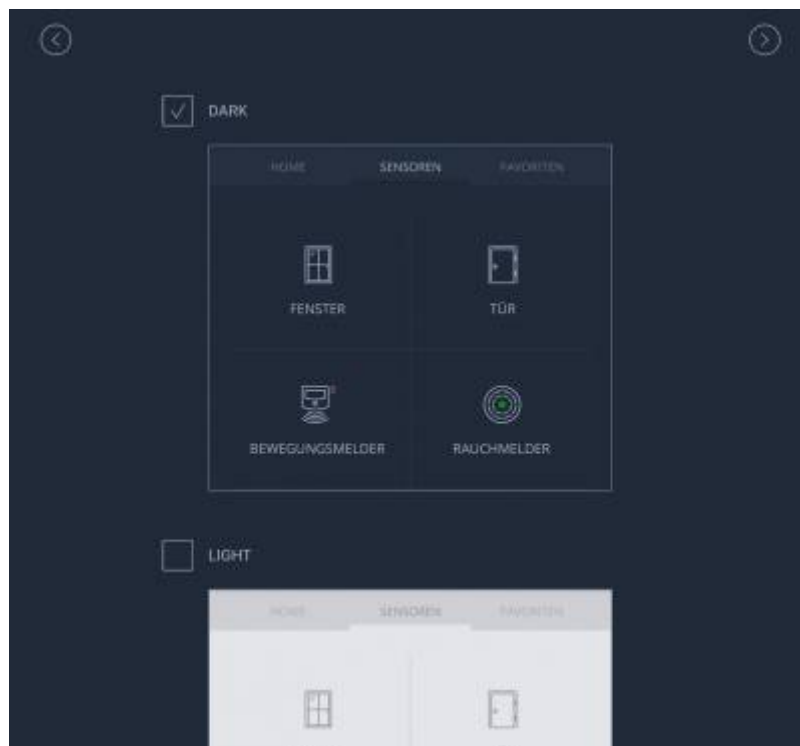 DARK
HOME SENSOREN FAVORITEN
FENSTER TÜR
BEWEGUNGSMELDER RAUCHMELDER
LIGHT
HOME SENSOREN FAVORITEN